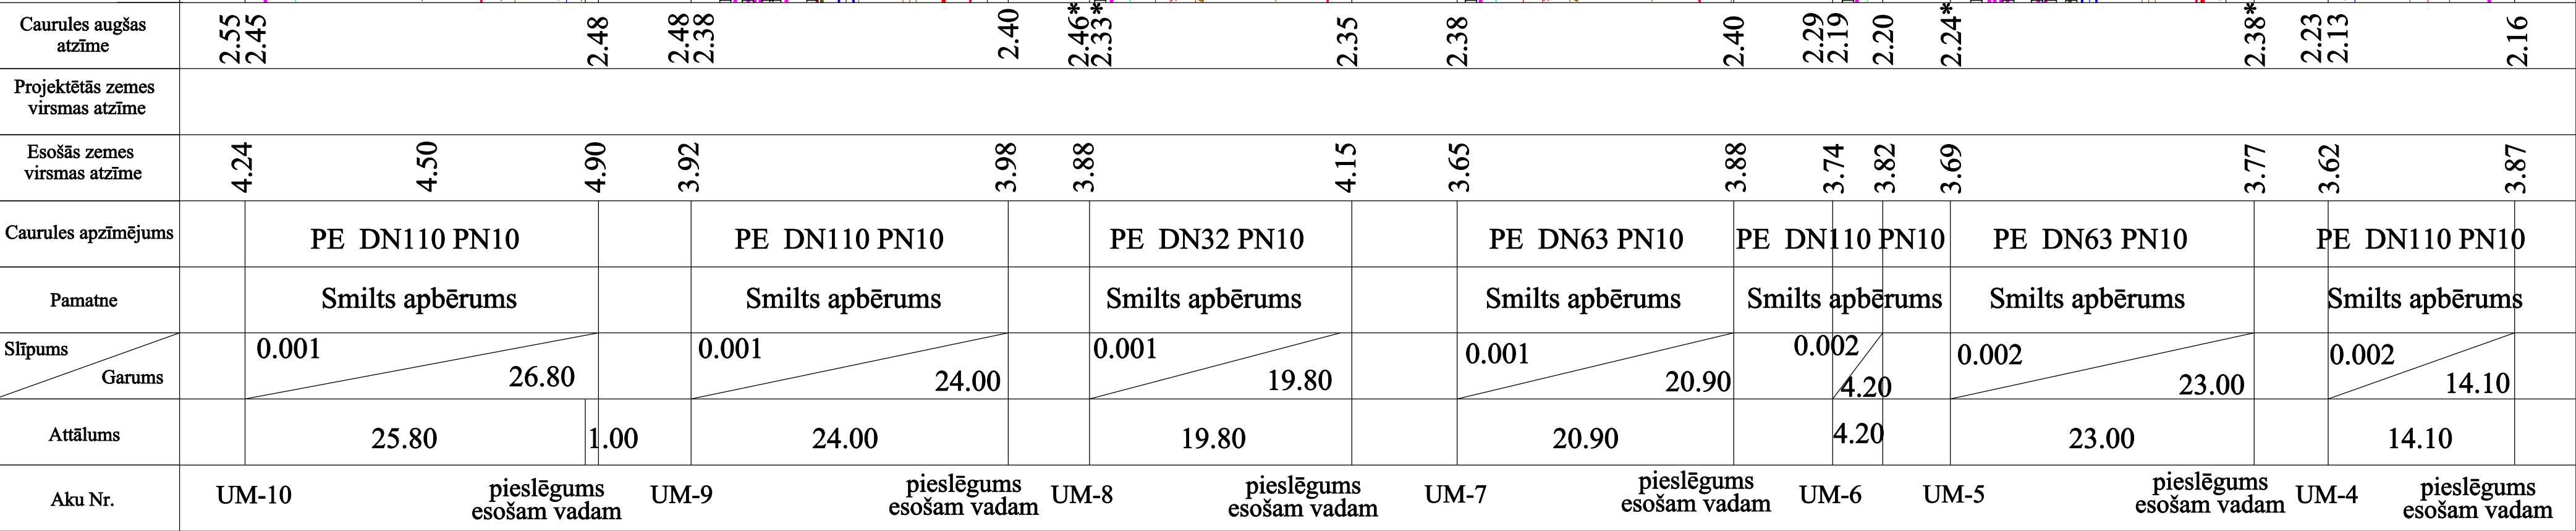 Caurules augšas
atzīme
2.55 2.45 2.48 2.48 2.38 2.40 2.46* 2.33* 2.35 2.38 2.40 2.29 2.19 2.20 2.24* 2.38* 2.23 2.13 2.16
Projektētās zemes
virsmas atzīme
Esošās zemes
virsmas atzīme
4.24 4.50 4.90 3.92 3.98 3.88 4.15 3.65 3.88 3.74 3.82 3.69 3.77 3.62 3.87
Caurules apzīmējums PE DN110 PN10 PE DN110 PN10 PE DN32 PN10 PE DN63 PN10 PE DN110 PN10 PE DN63 PN10 PE DN110 PN10
Pamatne Smilts apbērums Smilts apbērums Smilts apbērums Smilts apbērums Smilts apbērums Smilts apbērums Smilts apbērums
Slīpums 0.001 0.001 0.001 0.001 0.002 0.002 0.002
Garums 26.80 24.00 19.80 20.90 4.20 23.00 14.10
Attālums 25.80 1.00 24.00 19.80 20.90 4.20 23.00 14.10
Aku Nr. UM-10 pieslēgums
esošam vadam
UM-9 pieslēgums
esošam vadam
UM-8 pieslēgums
esošam vadam
UM-7 pieslēgums
esošam vadam
UM-6
UM-5 pieslēgums
esošam vadam
UM-4 pieslēgums
esošam vadam